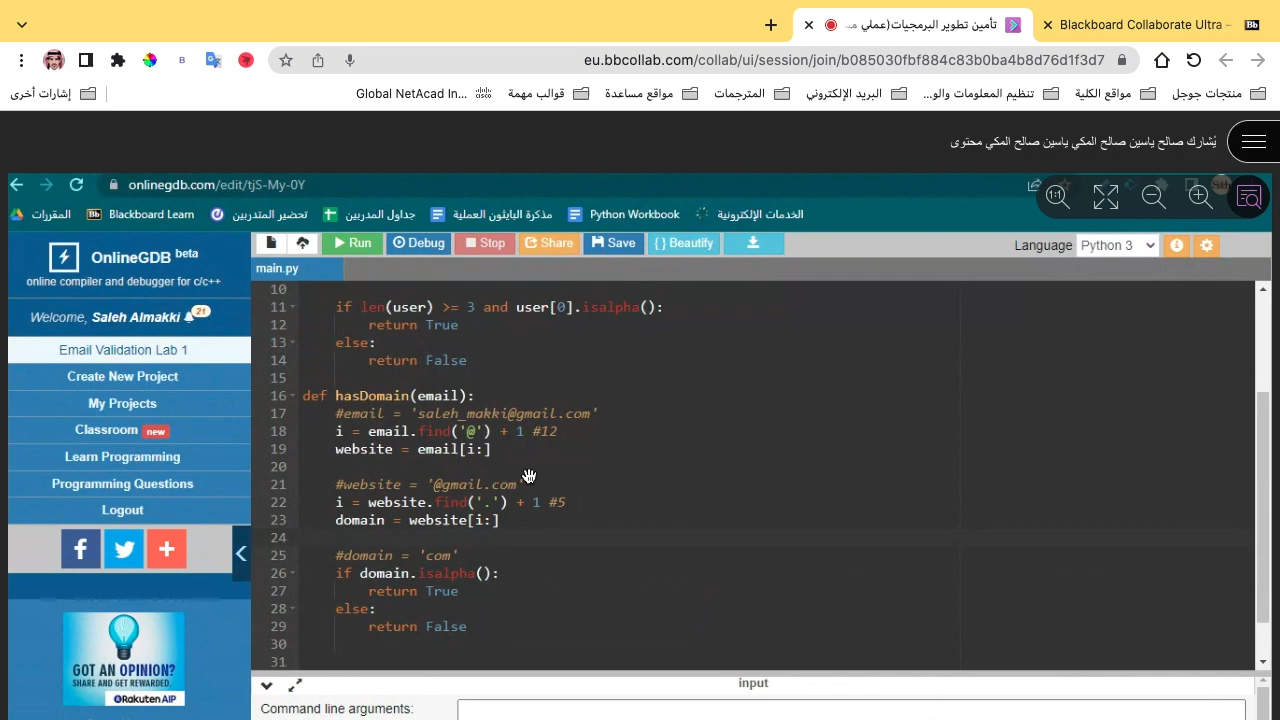 تأمين تطوير البرمجيات(عملي مـ
Blackboard Collaborate Ultra –
Bb
eu.bbcollab.com/collab/ui/session/join/b085030fbf884c83b0ba4b8d76d1f3d7
منتجات جوجل
مواقع الكلية
تنظيم المعلومات والو...
البريد الإلكتروني
المترجمات
مواقع مساعدة
قوالب مهمة
Global NetAcad In...
إشارات أخرى
يُشارك صالح ياسين صالح المكي ياسين صالح المكي محتوى
onlinegdb.com/edit/tjS-My-0Y
1:1
المقررات
Bb Blackboard Learn
تحضير المتدربين
جداول المدربين
مذكرة البايثون العملية
Python Workbook
الخدمات الإلكترونية
OnlineGDB beta
online compiler and debugger for c/c++
Welcome, Saleh Almakki 21
Email Validation Lab 1
Create New Project
My Projects
Classroom new
Learn Programming
Programming Questions
Logout
GOT AN OPINION?
SHARE AND GET REWARDED.
Rakuten AIP
Run Debug Stop Share Save { } Beautify
Language Python 3
main.py
10
11 if len(user) >= 3 and user[0].isalpha():
12 return True
13 else:
14 return False
15
16 def hasDomain(email):
17 #email = 'saleh_makki@gmail.com'
18 i = email.find('@') + 1 #12
19 website = email[i:]
20
21 #website = '@gmail.com'
22 i = website.find('.') + 1 #5
23 domain = website[i:]
24
25 #domain = 'com'
26 if domain.isalpha():
27 return True
28 else:
29 return False
30
31
input
Command line arguments: